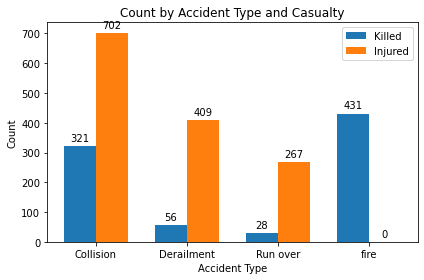 Count by Accident Type and Casualty
702
700
Killed
Injured
600
500
431
409
400
321
300
267
200
100
56
28
0
0
Count
Collision Derailment Run over fire
Accident Type